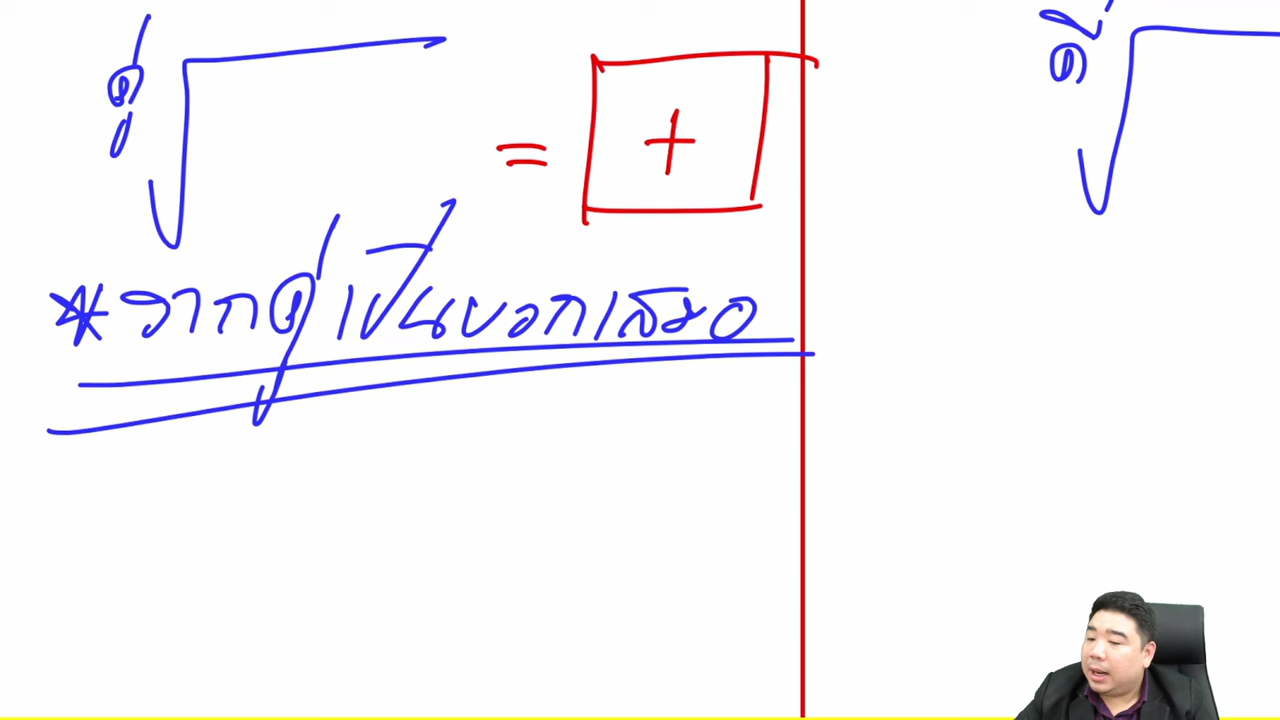 คู่√ = +
คี่√
*รากคู่เป็นบวกเสมอ